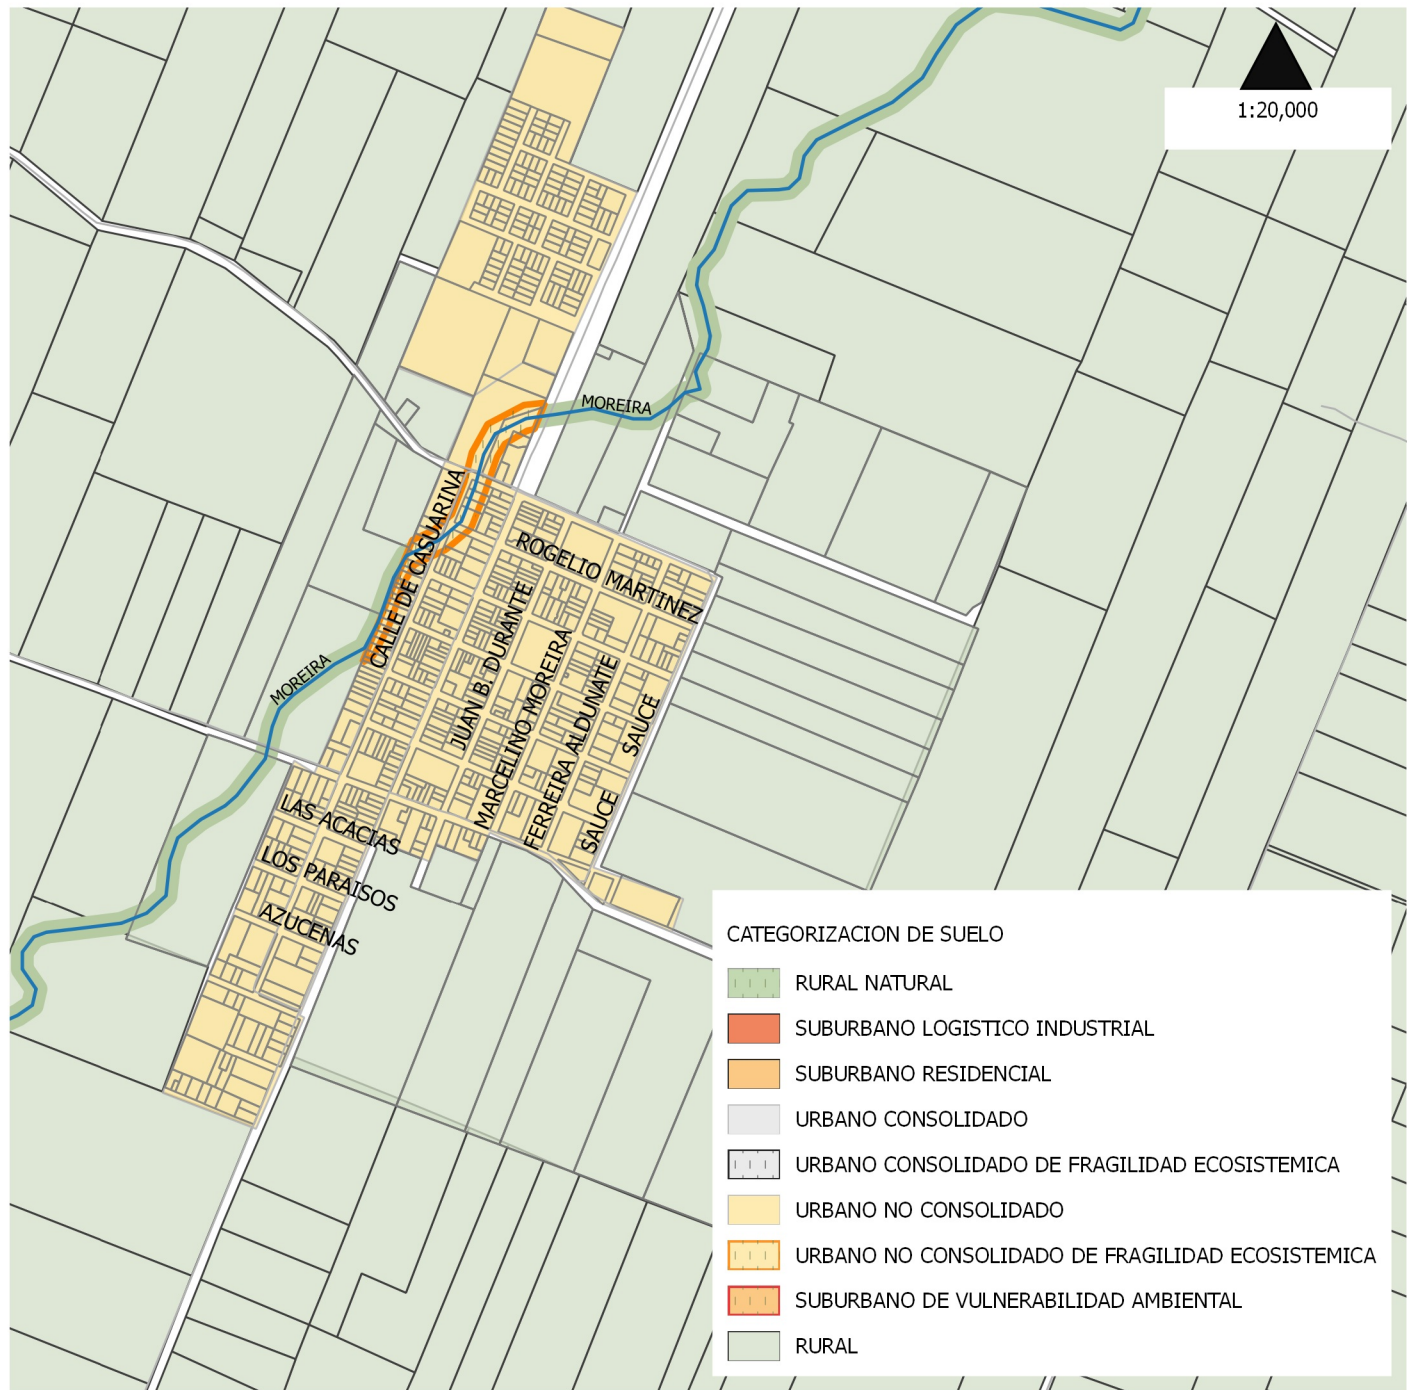 1:20,000
MOREIRA
CALLE DE CASUARINA
ROGELIO MARTINEZ
JUAN B. DURANTE
MARCELINO MOREIRA
FERREIRA ALDUNATE
SAUCE
SAUCE
MOREIRA
LAS ACACIAS
LOS PARAISOS
AZUCENAS
CATEGORIZACION DE SUELO
RURAL NATURAL
SUBURBANO LOGISTICO INDUSTRIAL
SUBURBANO RESIDENCIAL
URBANO CONSOLIDADO
URBANO CONSOLIDADO DE FRAGILIDAD ECOSISTEMICA
URBANO NO CONSOLIDADO
URBANO NO CONSOLIDADO DE FRAGILIDAD ECOSISTEMICA
SUBURBANO DE VULNERABILIDAD AMBIENTAL
RURAL